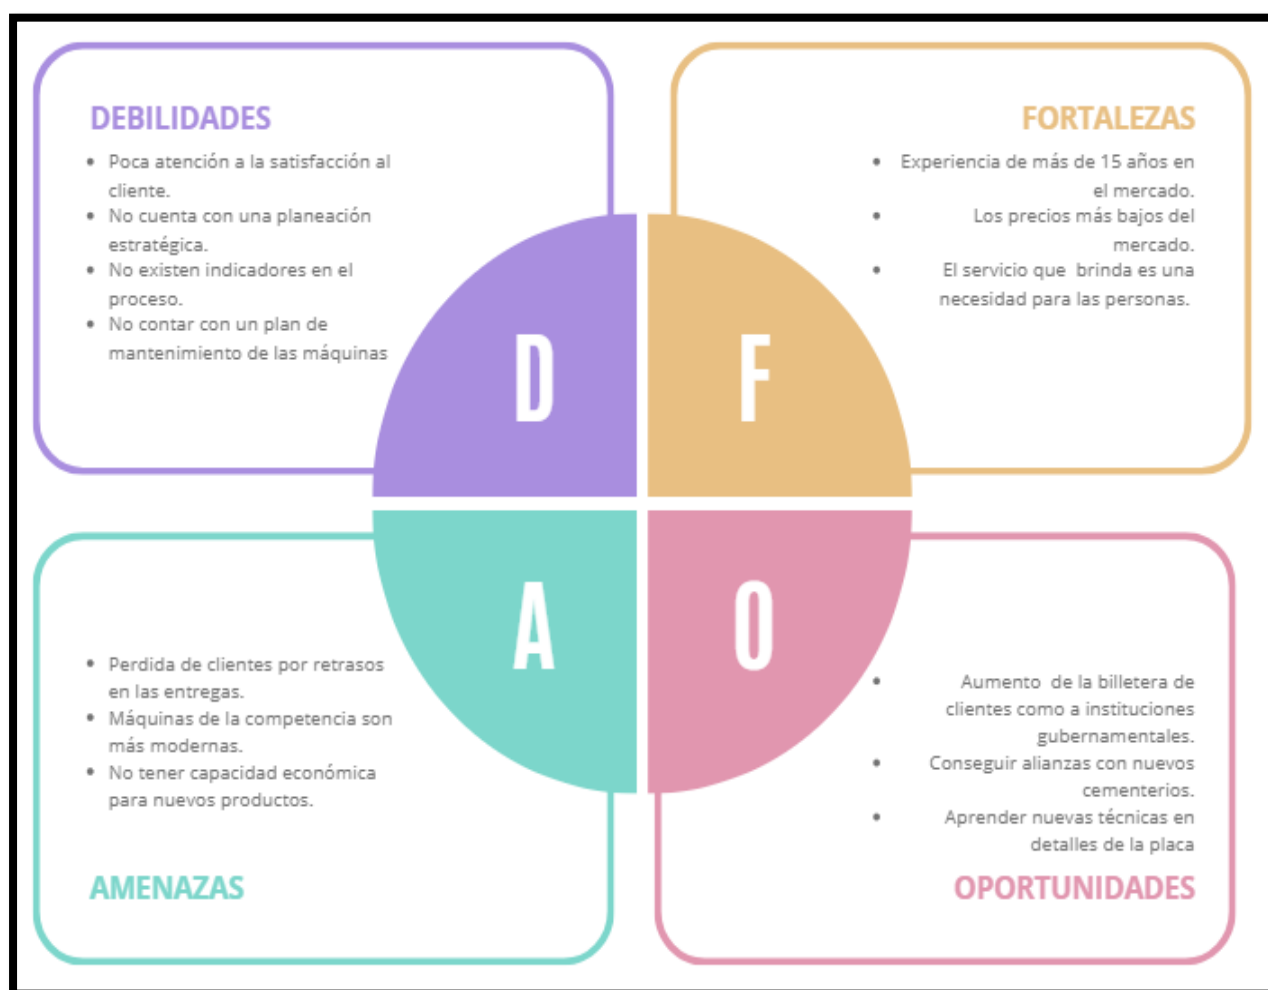 DEBILIDADES
• Poca atención a la satisfacción al
cliente.
• No cuenta con una planeación
estratégica.
• No existen indicadores en el
proceso.
• No contar con un plan de
mantenimiento de las máquinas
FORTALEZAS
• Experiencia de más de 15 años en
el mercado.
• Los precios más bajos del
mercado.
• El servicio que brinda es una
necesidad para las personas.
D
F
A
O
• Perdida de clientes por retrasos
en las entregas.
• Máquinas de la competencia son
más modernas.
• No tener capacidad económica
para nuevos productos.
AMENAZAS
• Aumento de la billetera de
clientes como a instituciones
gubernamentales.
• Conseguir alianzas con nuevos
cementerios.
• Aprender nuevas técnicas en
detalles de la placa
OPORTUNIDADES